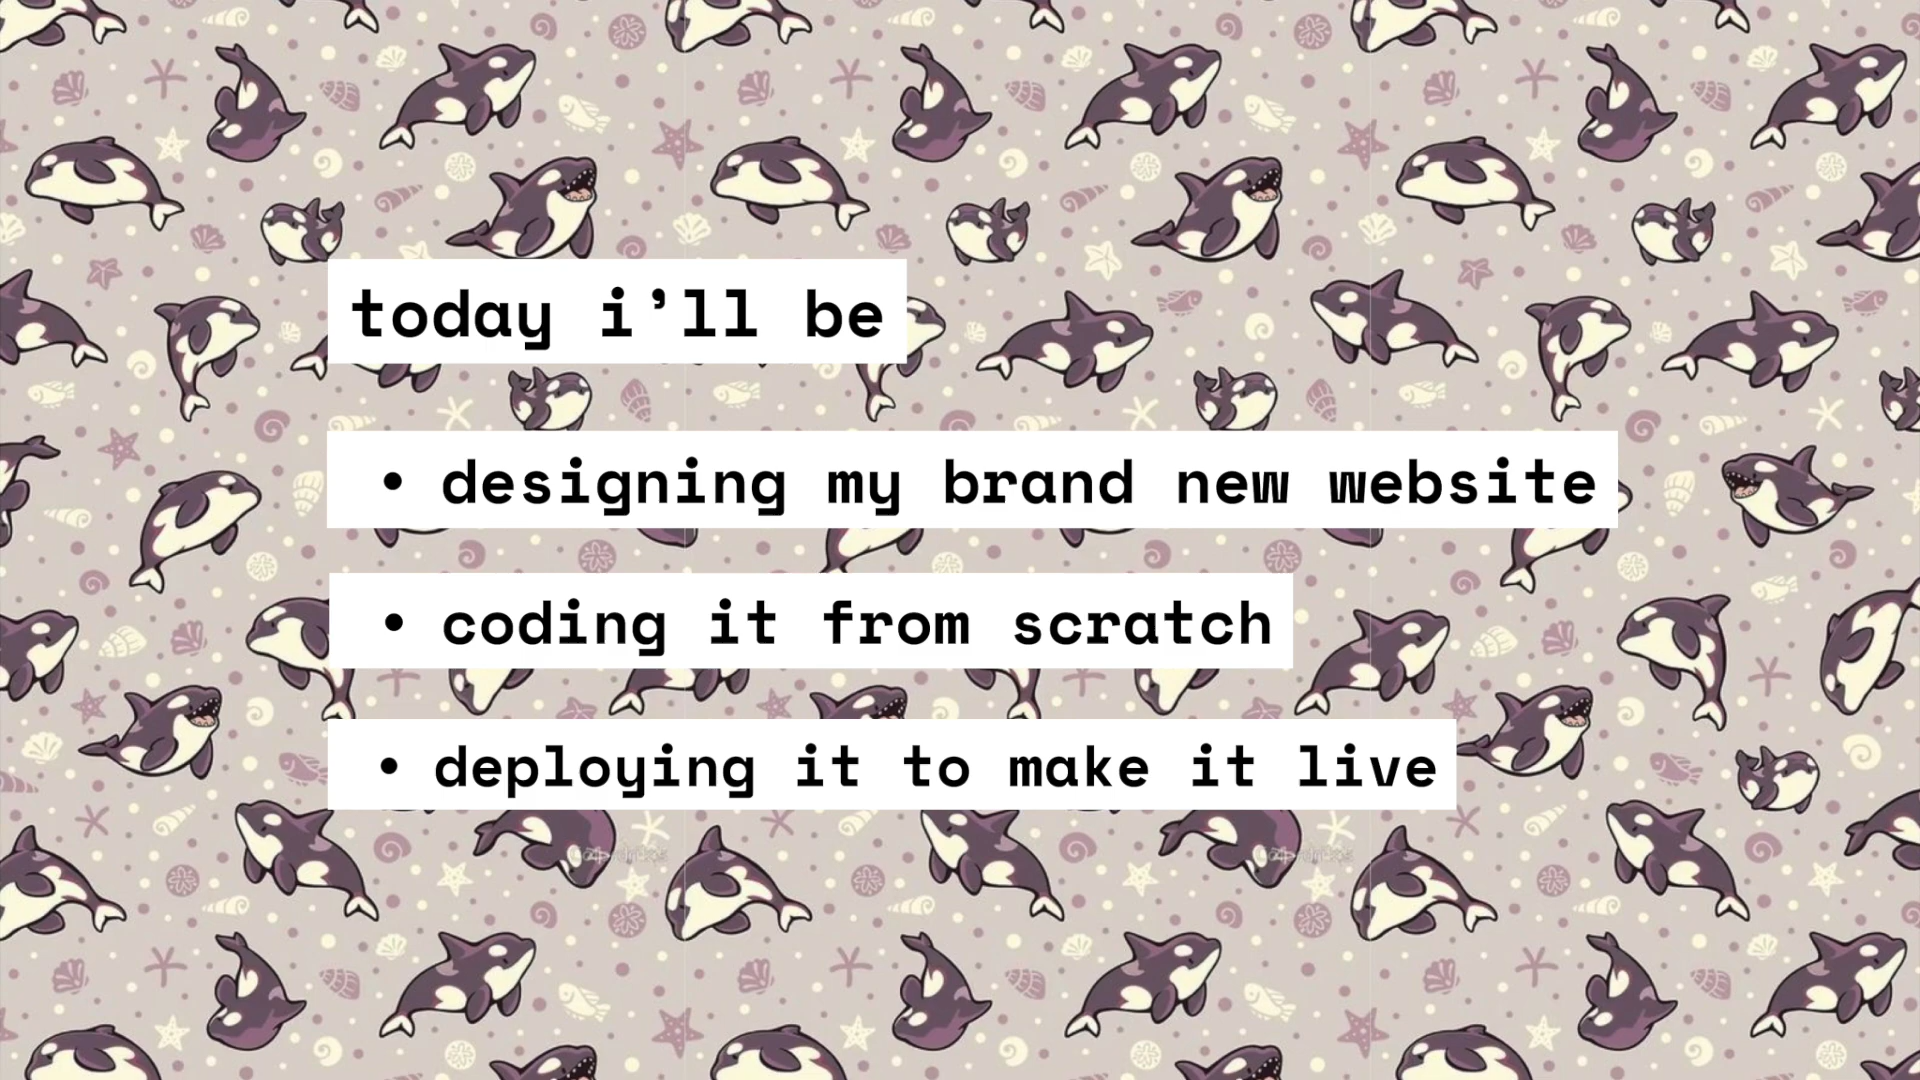 today i’ll be
• designing my brand new website
• coding it from scratch
• deploying it to make it live